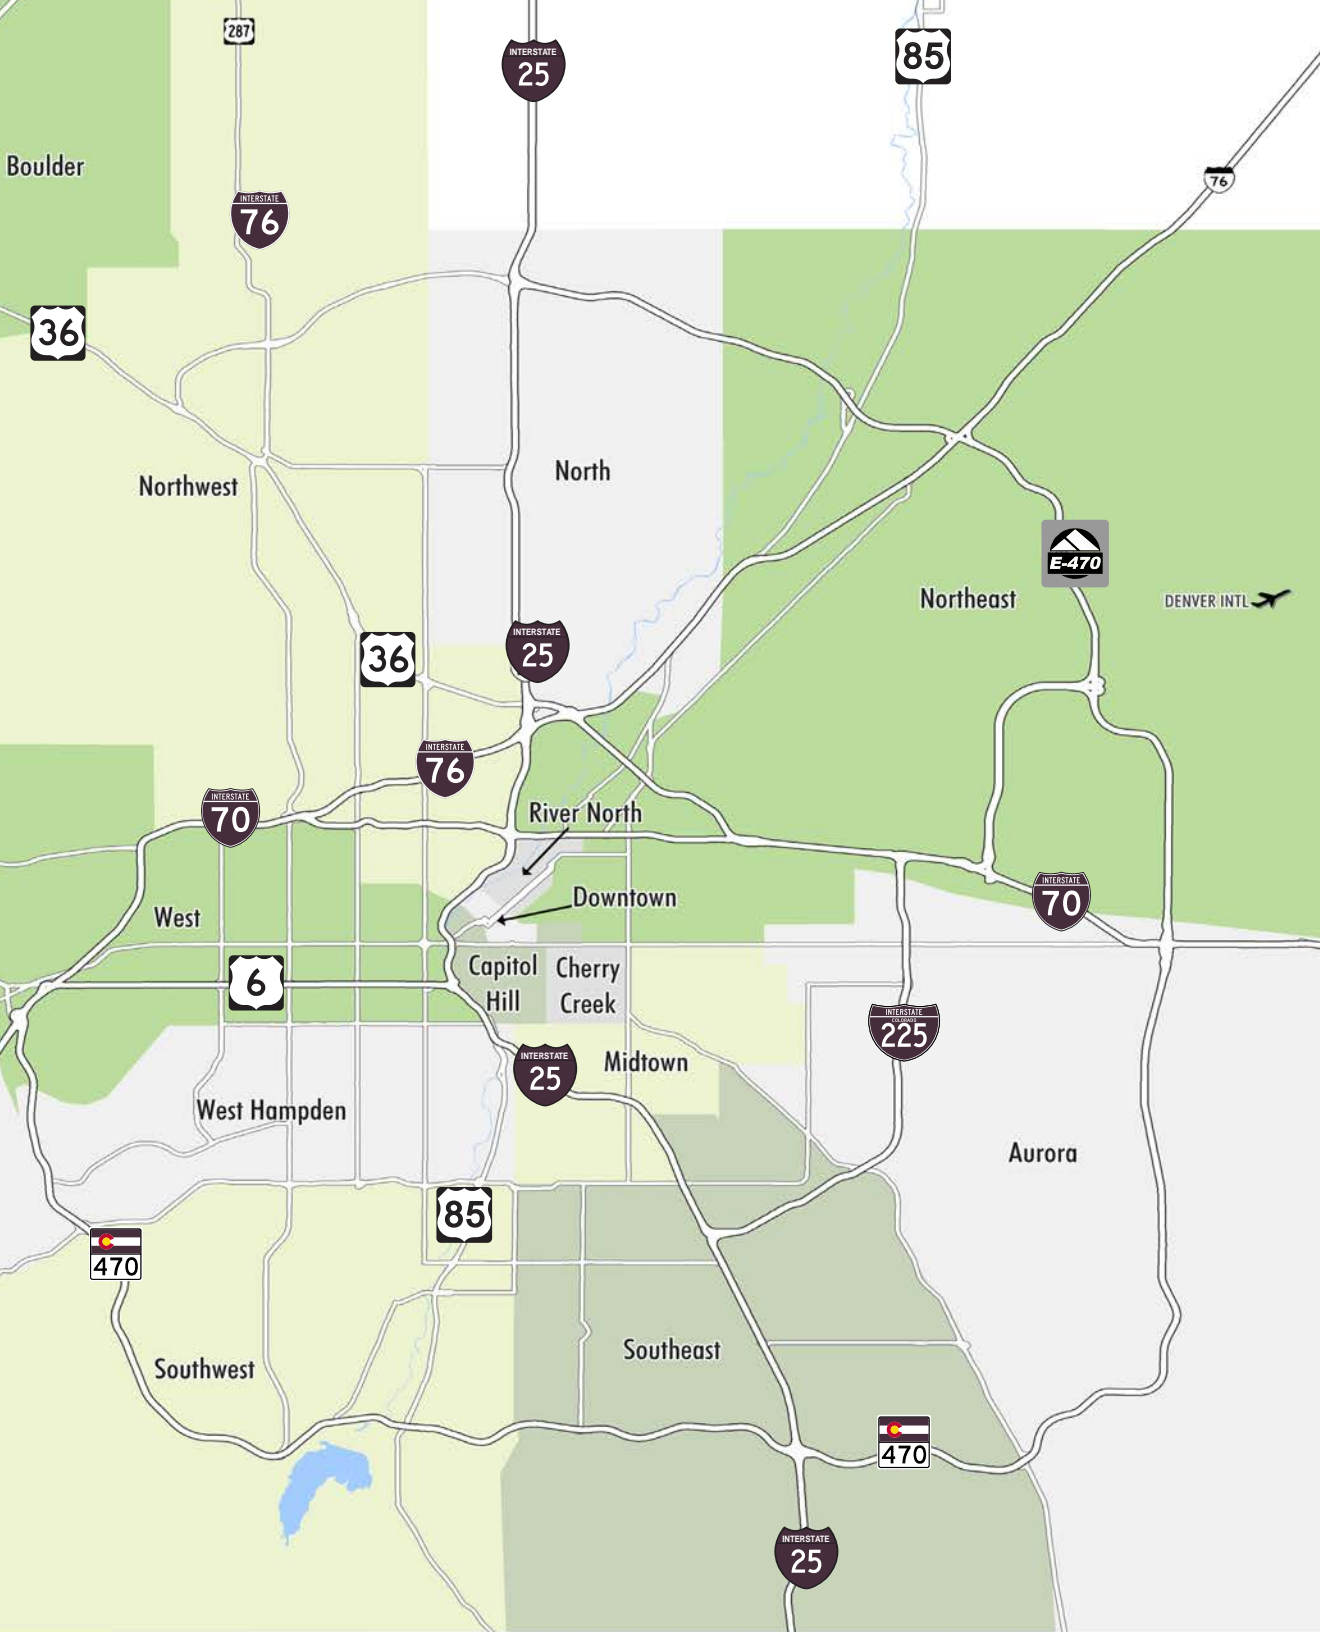 287
INTERSTATE
25
85
Boulder
76
INTERSTATE
76
36
North
Northwest
E-470
Northeast
DENVER INTL
INTERSTATE
25
36
INTERSTATE
76
INTERSTATE
70
River North
INTERSTATE
70
Downtown
West
Capitol
Hill
Cherry
Creek
6
INTERSTATE
COLORADO
225
INTERSTATE
25
Midtown
West Hampden
Aurora
85
470
Southeast
Southwest
470
INTERSTATE
25